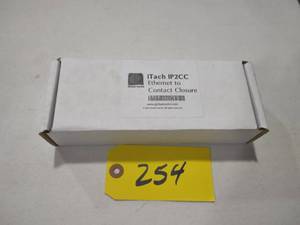 iTach IP2CC
Ethernet to
Contact Closure
254